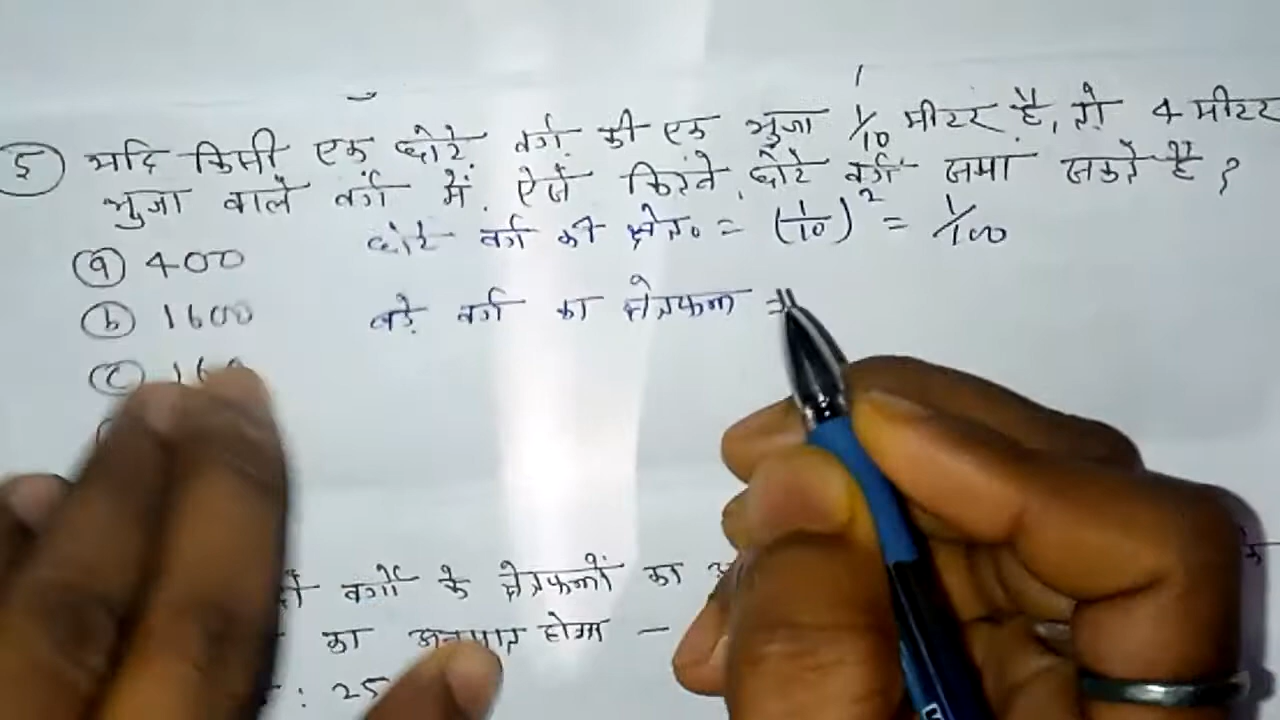 5 यदि किसी एक छोटे वर्ग की एक भुजा 1/10 मीटर है, तो 4 मीटर
भुजा वाले वर्ग में ऐसे कितने छोटे वर्ग जमा सकते है ?
छोटे वर्ग की क्षेत्र० = (1/10)² = 1/100
(a) 400
(b) 1600
बड़े वर्ग का क्षेत्रफल =
(c)
वर्गों के क्षेत्रफलों का
का अनुपात होगा —
: 25